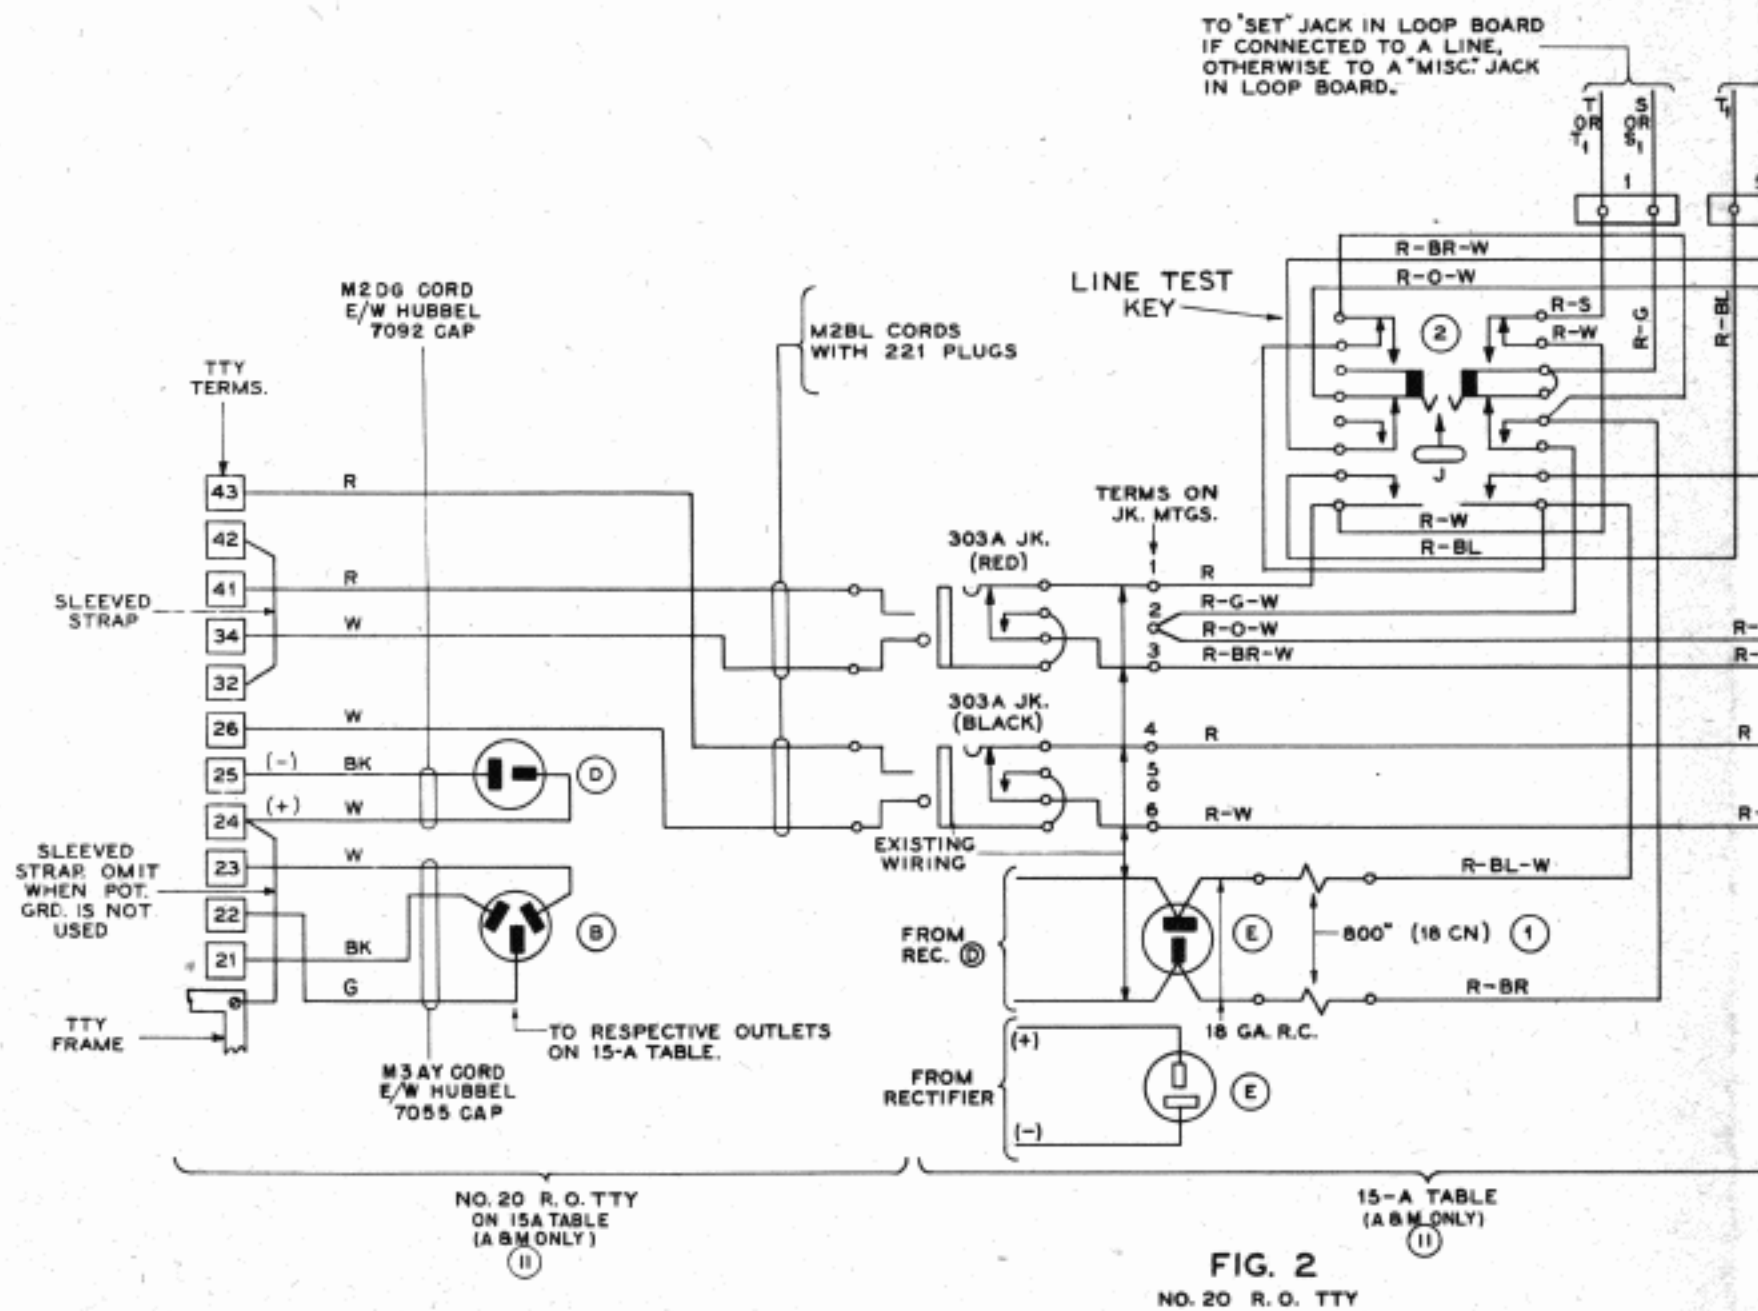 TO "SET" JACK IN LOOP BOARD
IF CONNECTED TO A LINE,
OTHERWISE TO A "MISC." JACK
IN LOOP BOARD.
T
OR
T1
S
OR
S1
T1
1
R-BR-W
R-O-W
LINE TEST
KEY
2
R-S
R-W
R-G
R-BL
J
R-W
R-BL
M2DG CORD
E/W HUBBEL
7092 CAP
M2BL CORDS
WITH 221 PLUGS
TTY
TERMS.
43
R
42
41
R
SLEEVED
STRAP
34
W
32
26
W
25
(-)
BK
D
24
(+)
W
SLEEVED
STRAP. OMIT
WHEN POT.
GRD. IS NOT
USED
23
W
22
B
21
BK
G
TTY
FRAME
TO RESPECTIVE OUTLETS
ON 15-A TABLE.
M3AY CORD
E/W HUBBEL
7055 CAP
TERMS ON
JK. MTGS.
303A JK.
(RED)
1
R
2
R-G-W
R-O-W
3
R-BR-W
R-
R-
303A JK.
(BLACK)
4
R
R
5
6
R-W
R-
EXISTING
WIRING
FROM
REC. D
E
R-BL-W
800" (18 CN) 1
R-BR
18 GA. R.C.
FROM
RECTIFIER
(+)
(-)
E
NO. 20 R. O. TTY
ON 15A TABLE
(A & M ONLY)
11
15-A TABLE
(A & M ONLY)
11
FIG. 2
NO. 20 R. O. TTY